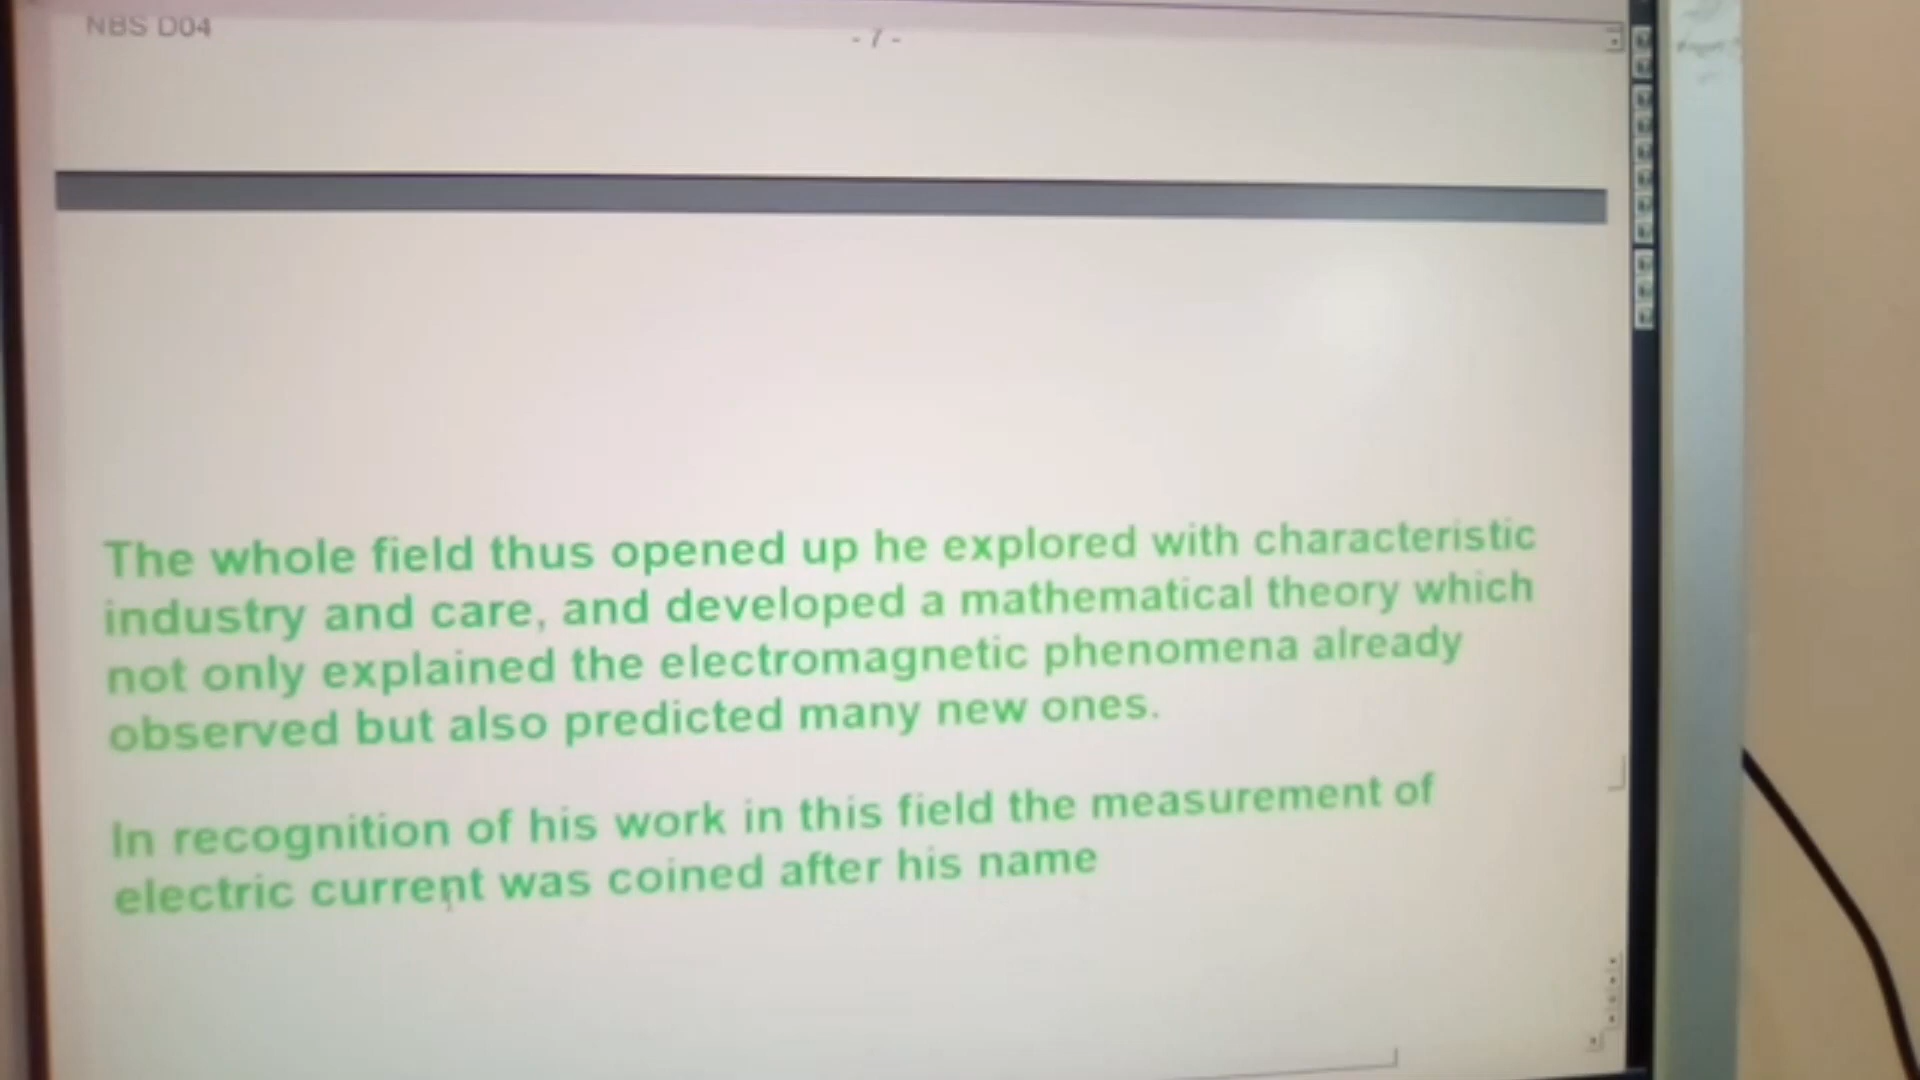 NBS D04
- 7 -
The whole field thus opened up he explored with characteristic
industry and care, and developed a mathematical theory which
not only explained the electromagnetic phenomena already
observed but also predicted many new ones.
In recognition of his work in this field the measurement of
electric current was coined after his name